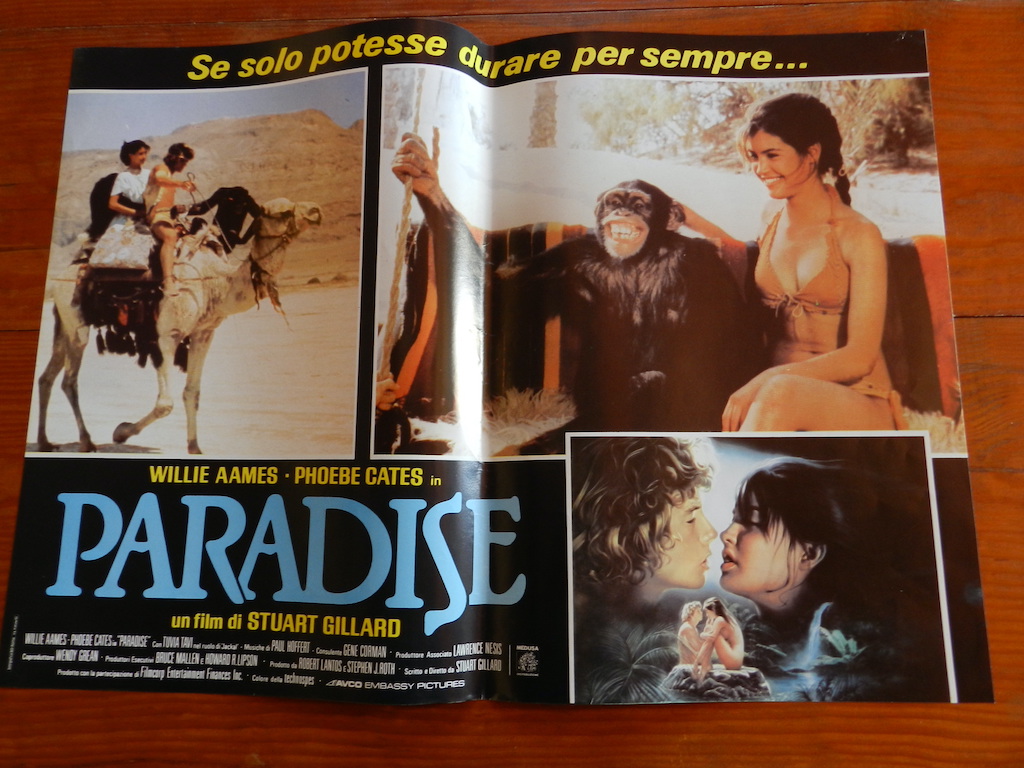 Se solo potesse durare per sempre...
WILLIE AAMES · PHOEBE CATES in
PARADISE
un film di STUART GILLARD
WILLIE AAMES · PHOEBE CATES in "PARADISE" Con TUVIA TAVI nel ruolo di Jackal · Musiche di PAUL HOFFERT · Consulente GENE CORMAN · Produttore Associato LAWRENCE NESIS
Coproduttore WENDY GREAN · Produttori Esecutivi BRUCE MALLEN e HOWARD R. LIPSON · Prodotto da ROBERT LANTOS e STEPHEN J. ROTH · Scritto e Diretto da STUART GILLARD
Prodotto con la partecipazione di Filmcorp Entertainment Finances Inc. · Colore della technospes · AVCO EMBASSY PICTURES
MEDUSA